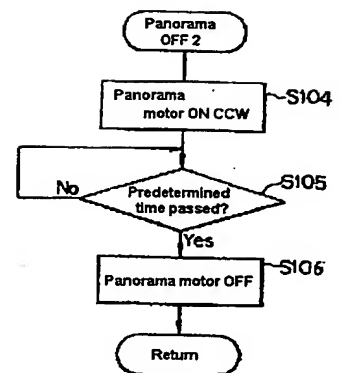 Panorama
OFF 2
Panorama
motor ON CCW
S104
No
Predetermined
time passed?
S105
Yes
Panorama motor OFF
S106
Return